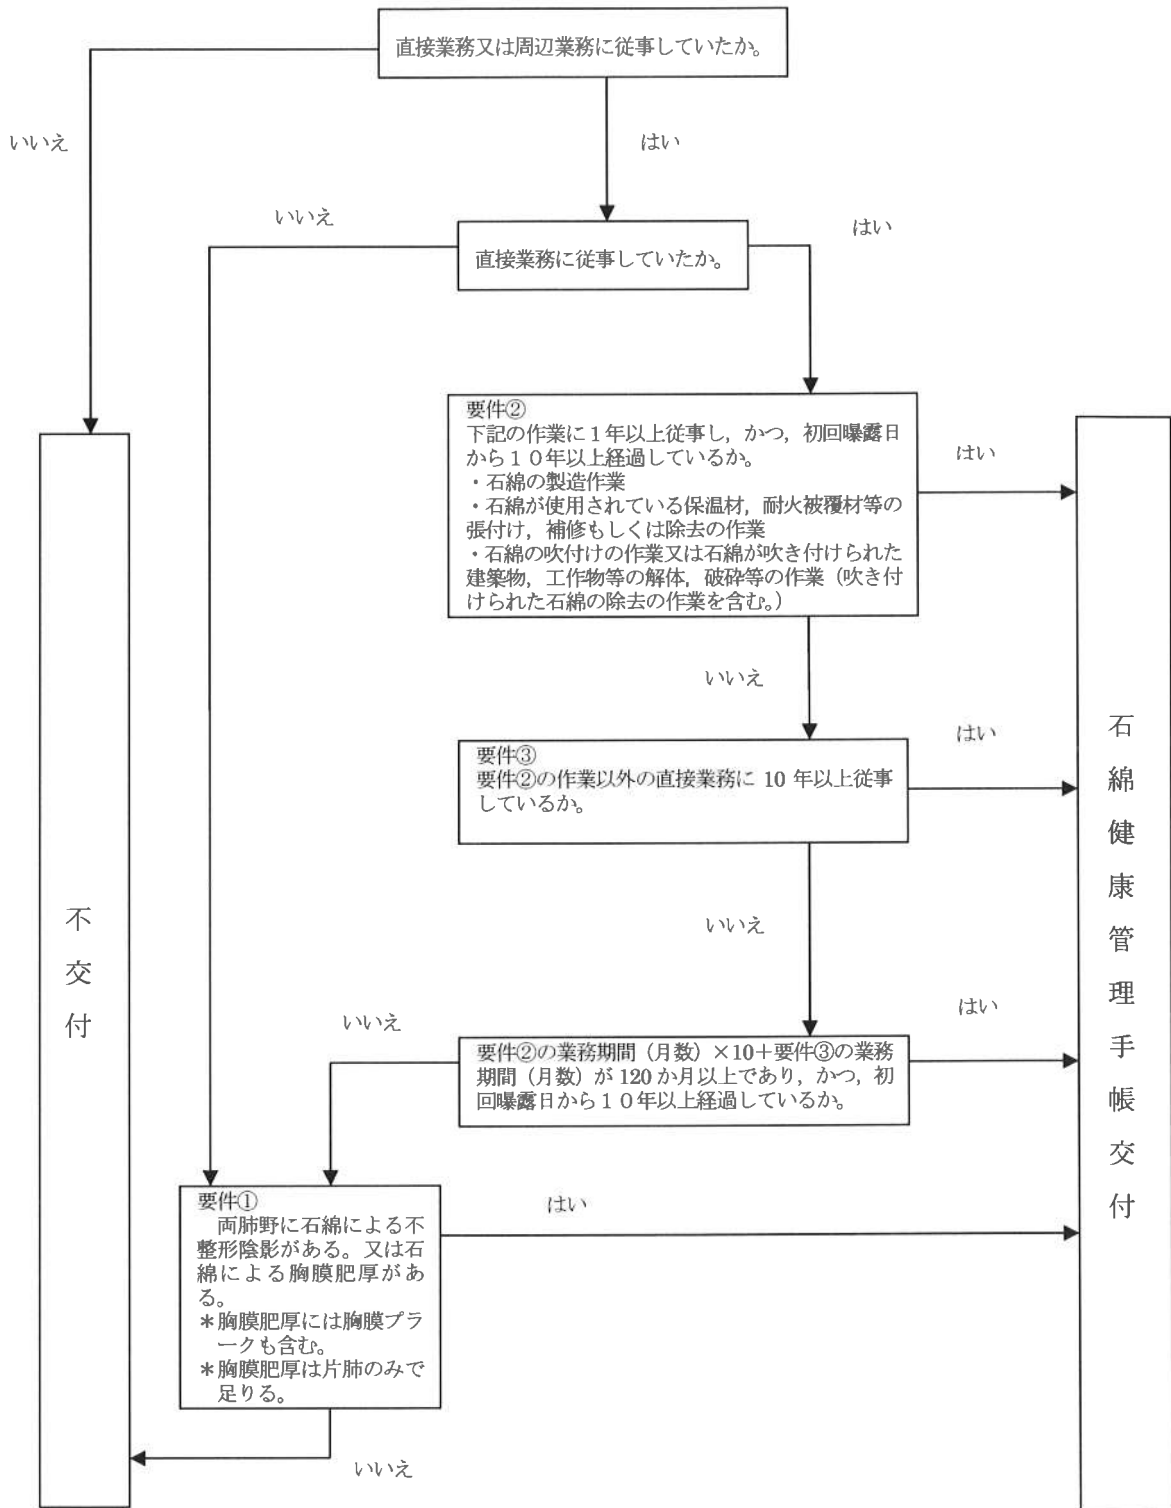 直接業務又は周辺業務に従事していたか。
いいえ
はい
いいえ
はい
直接業務に従事していたか。
要件②
下記の作業に１年以上従事し，かつ，初回曝露日
から１０年以上経過しているか。
・石綿の製造作業
・石綿が使用されている保温材，耐火被覆材等の
張付け，補修もしくは除去の作業
・石綿の吹付けの作業又は石綿が吹き付けられた
建築物，工作物等の解体，破砕等の作業（吹き付
けられた石綿の除去の作業を含む。）
はい
いいえ
要件③
要件②の作業以外の直接業務に 10 年以上従事
しているか。
はい
いいえ
要件②の業務期間（月数）×10＋要件③の業務
期間（月数）が 120 か月以上であり，かつ，初
回曝露日から１０年以上経過しているか。
はい
いいえ
要件①
両肺野に石綿による不
整形陰影がある。又は石
綿による胸膜肥厚があ
る。
＊胸膜肥厚には胸膜プラ
ークも含む。
＊胸膜肥厚は片肺のみで
足りる。
はい
いいえ
不交付
石綿健康管理手帳交付